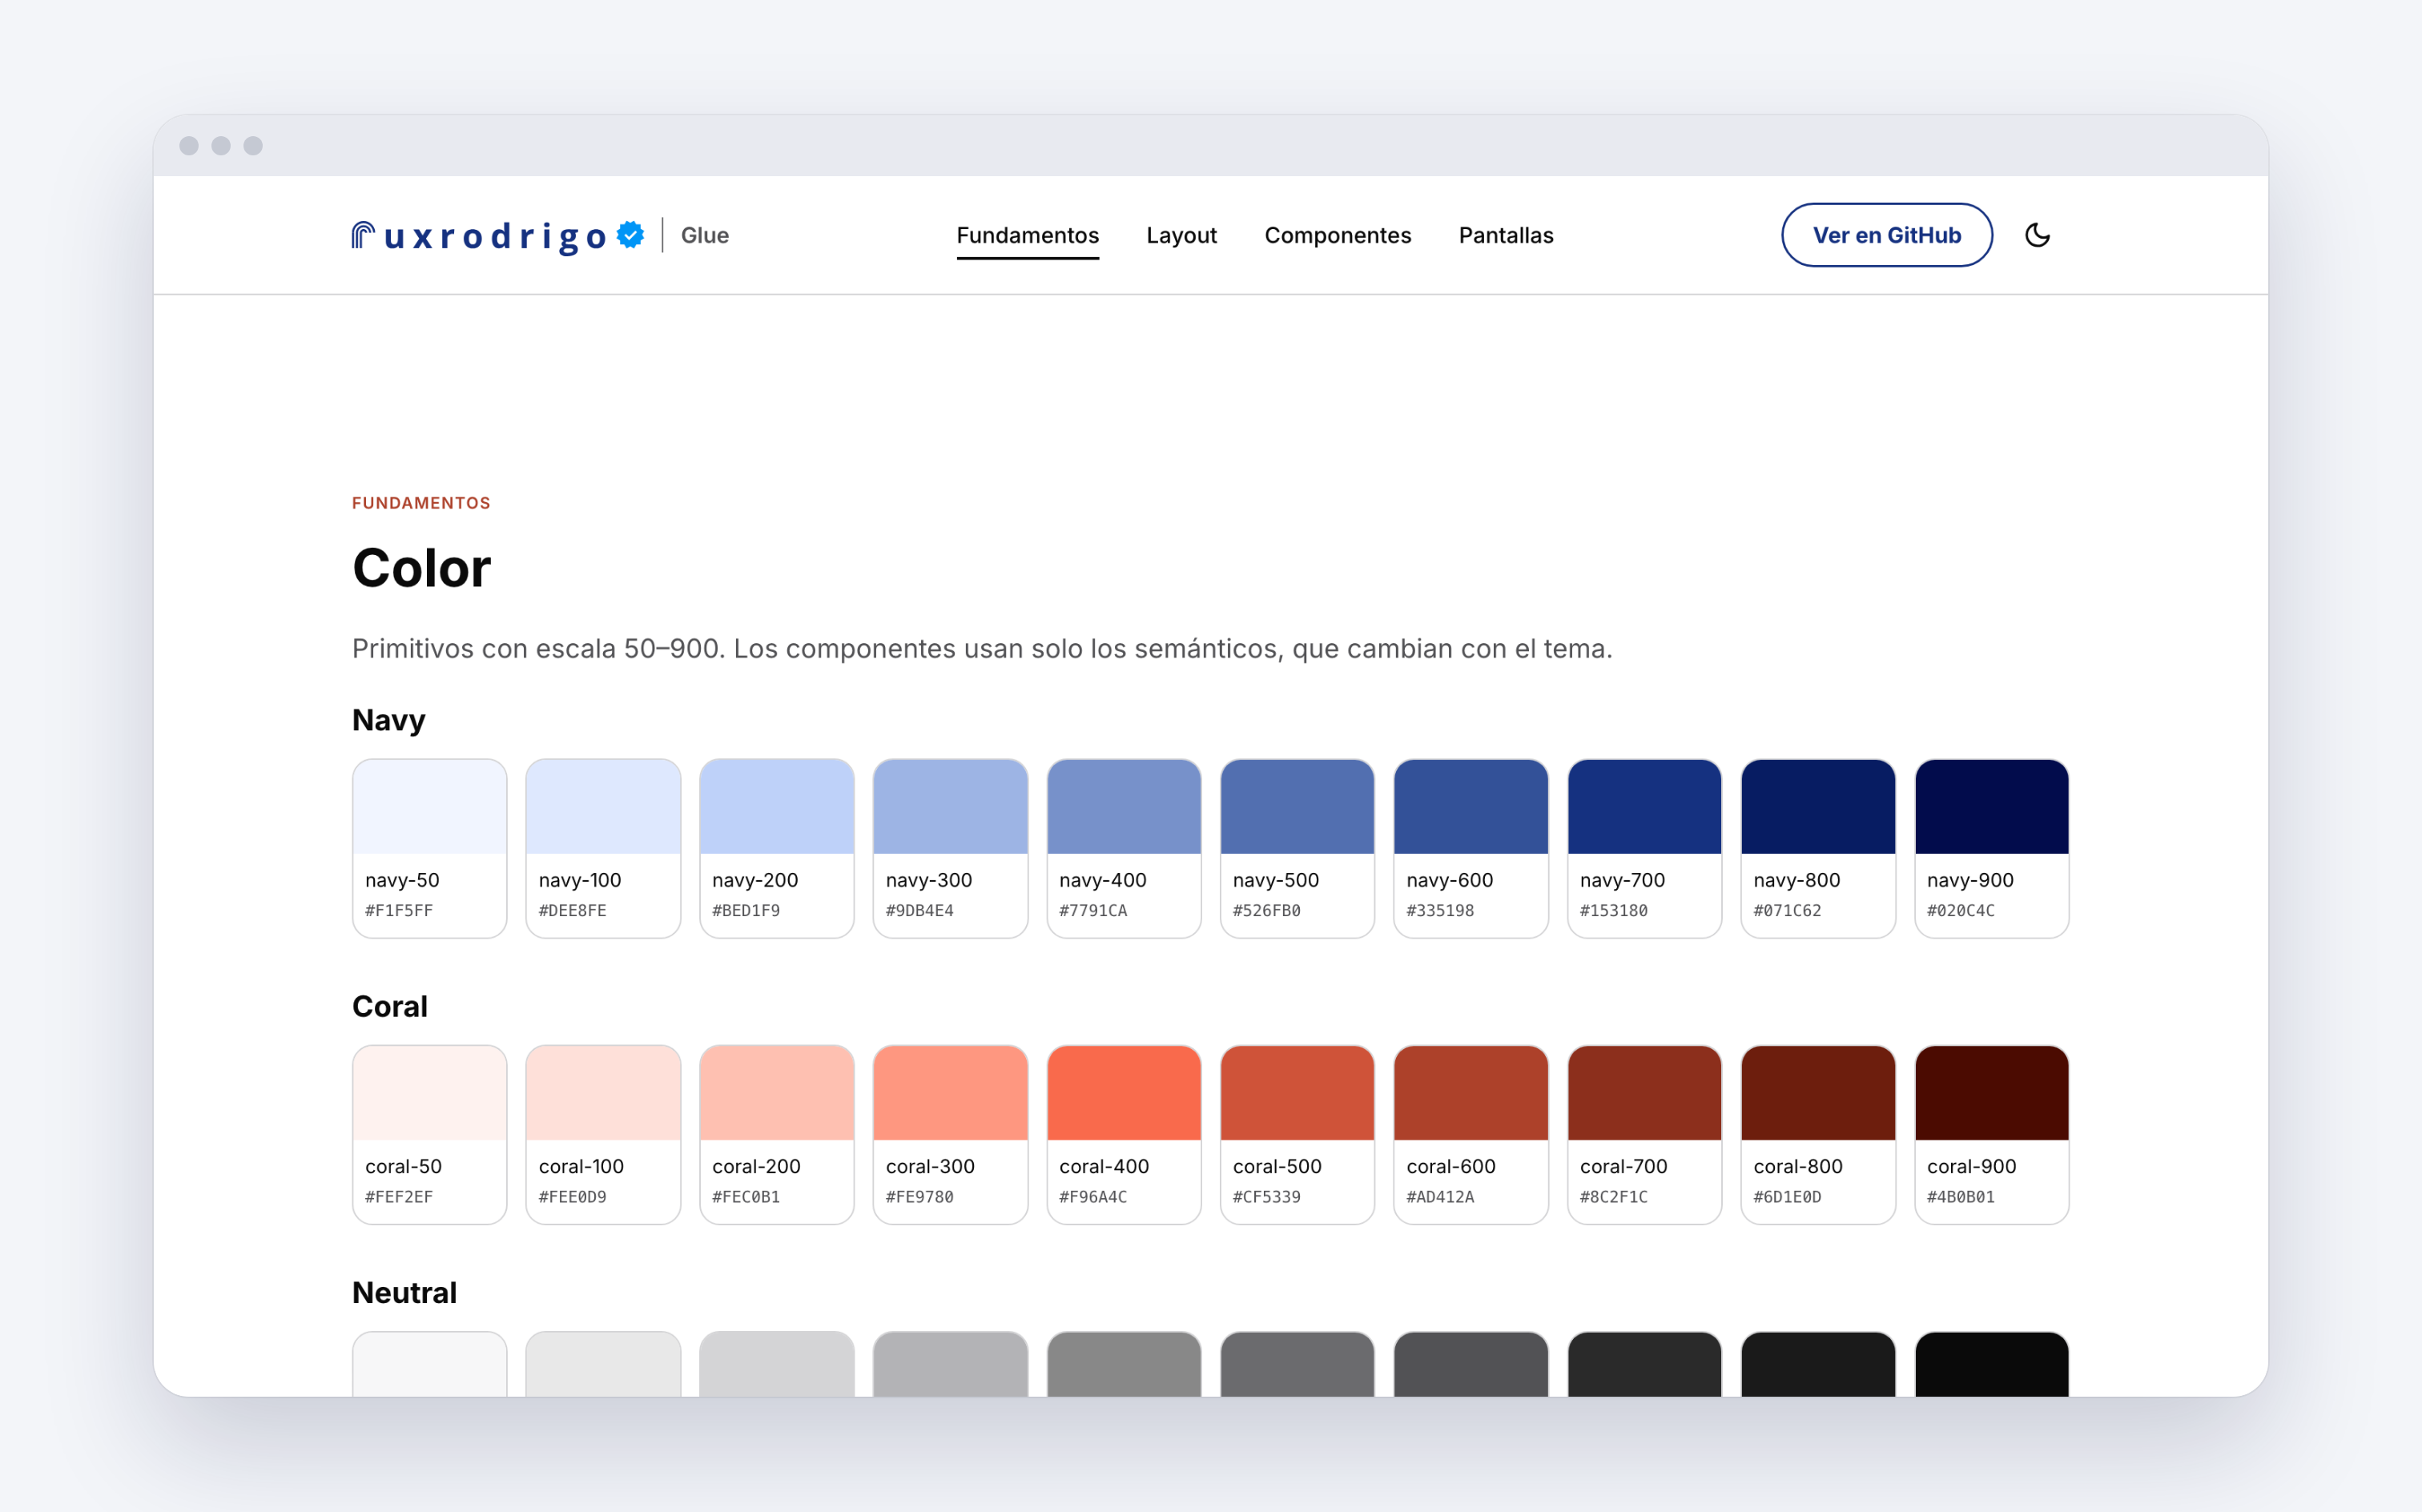 uxrodrigo Glue Fundamentos Layout Componentes Pantallas Ver en GitHub
FUNDAMENTOS
Color
Primitivos con escala 50–900. Los componentes usan solo los semánticos, que cambian con el tema.
Navy
navy-50 navy-100 navy-200 navy-300 navy-400 navy-500 navy-600 navy-700 navy-800 navy-900
#F1F5FF #DEE8FE #BED1F9 #9DB4E4 #7791CA #526FB0 #335198 #153180 #071C62 #020C4C
Coral
coral-50 coral-100 coral-200 coral-300 coral-400 coral-500 coral-600 coral-700 coral-800 coral-900
#FEF2EF #FEE0D9 #FEC0B1 #FE9780 #F96A4C #CF5339 #AD412A #8C2F1C #6D1E0D #4B0B01
Neutral